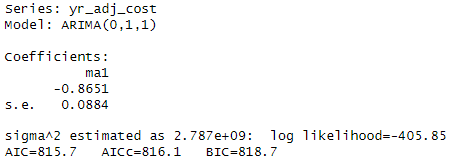 Series: yr_adj_cost
Model: ARIMA(0,1,1)
Coefficients:
ma1
-0.8651
s.e. 0.0884
sigma^2 estimated as 2.787e+09: log likelihood=-405.85
AIC=815.7 AICc=816.1 BIC=818.7